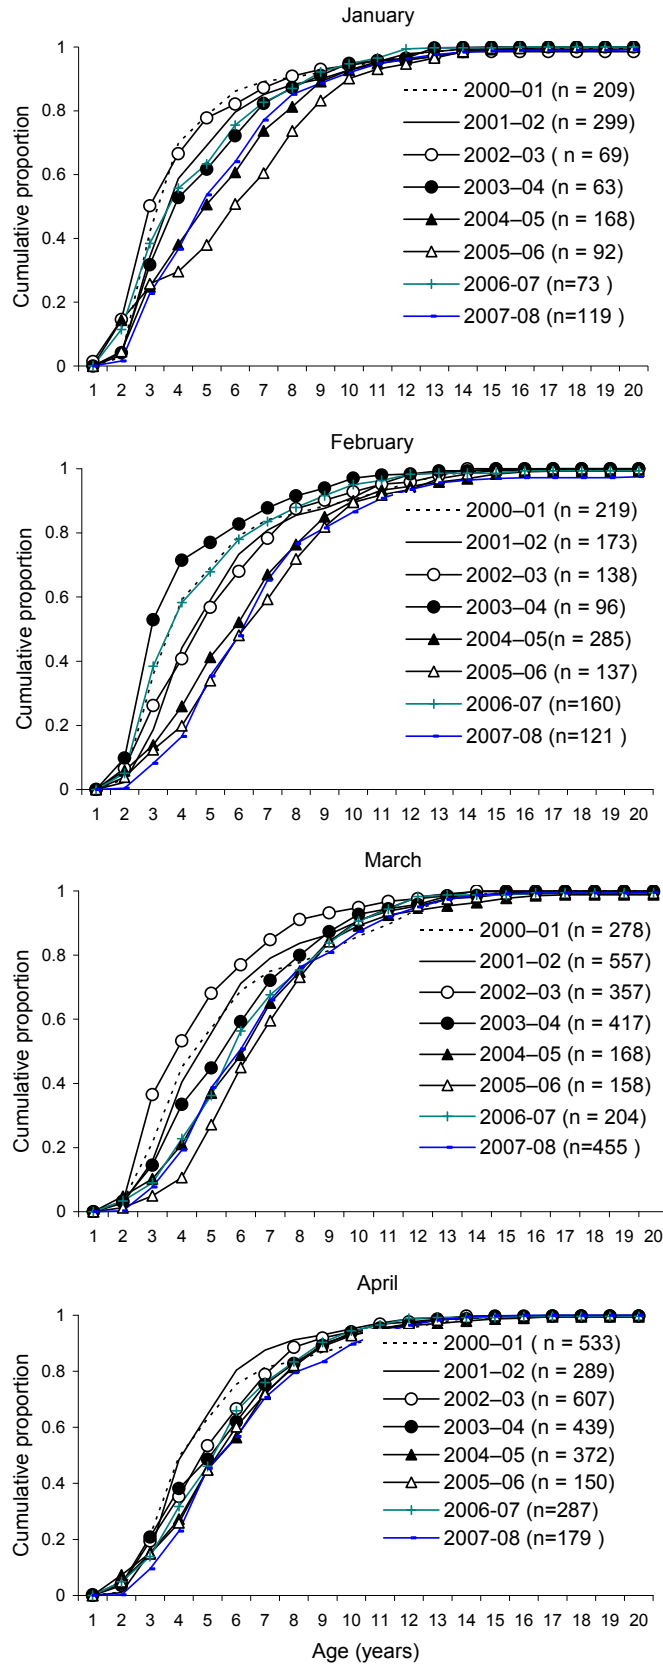 January
1
0.8
0.6
0.4
0.2
0
Cumulative proportion
2000–01 (n = 209)
2001–02 (n = 299)
2002–03 ( n = 69)
2003–04 (n = 63)
2004–05 (n = 168)
2005–06 (n = 92)
2006-07 (n=73 )
2007-08 (n=119 )
1 2 3 4 5 6 7 8 9 10 11 12 13 14 15 16 17 18 19 20
February
1
0.8
0.6
0.4
0.2
0
Cumulative proportion
2000–01 (n = 219)
2001–02 (n = 173)
2002–03 (n = 138)
2003–04 (n = 96)
2004–05(n = 285)
2005–06 (n = 137)
2006-07 (n=160)
2007-08 (n=121 )
1 2 3 4 5 6 7 8 9 10 11 12 13 14 15 16 17 18 19 20
March
1
0.8
0.6
0.4
0.2
0
Cumulative proportion
2000–01 (n = 278)
2001–02 (n = 557)
2002–03 (n = 357)
2003–04 (n = 417)
2004–05 (n = 168)
2005–06 (n = 158)
2006-07 (n = 204)
2007-08 (n=455 )
1 2 3 4 5 6 7 8 9 10 11 12 13 14 15 16 17 18 19 20
April
1
0.8
0.6
0.4
0.2
0
Cumulative proportion
2000–01 ( n = 533)
2001–02 (n = 289)
2002–03 (n = 607)
2003–04 (n = 439)
2004–05 (n = 372)
2005–06 (n = 150)
2006-07 (n=287)
2007-08 (n=179 )
1 2 3 4 5 6 7 8 9 10 11 12 13 14 15 16 17 18 19 20
Age (years)